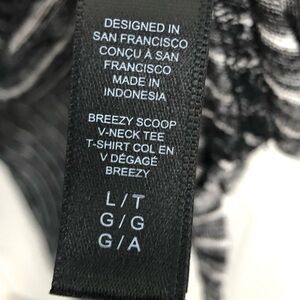 DESIGNED IN
SAN FRANCISCO
CONÇU À SAN
FRANCISCO
MADE IN
INDONESIA
BREEZY SCOOP
V-NECK TEE
T-SHIRT COL EN
V DÉGAGÉ
BREEZY
L/T
G/G
G/A